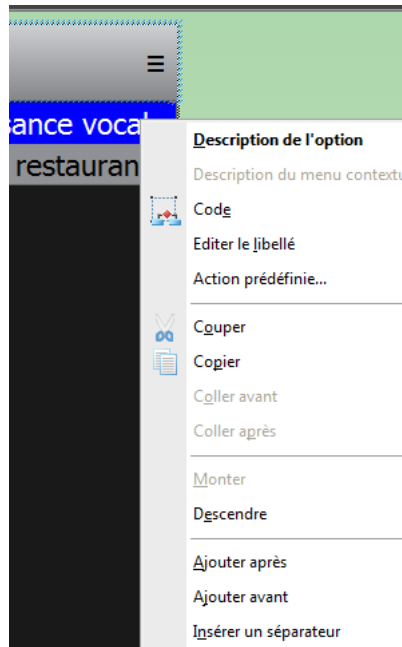 sance vocal
restauran
Description de l'option
Description du menu contextu
Code
Editer le libellé
Action prédéfinie...
Couper
Copier
Coller avant
Coller après
Monter
Descendre
Ajouter après
Ajouter avant
Insérer un séparateur